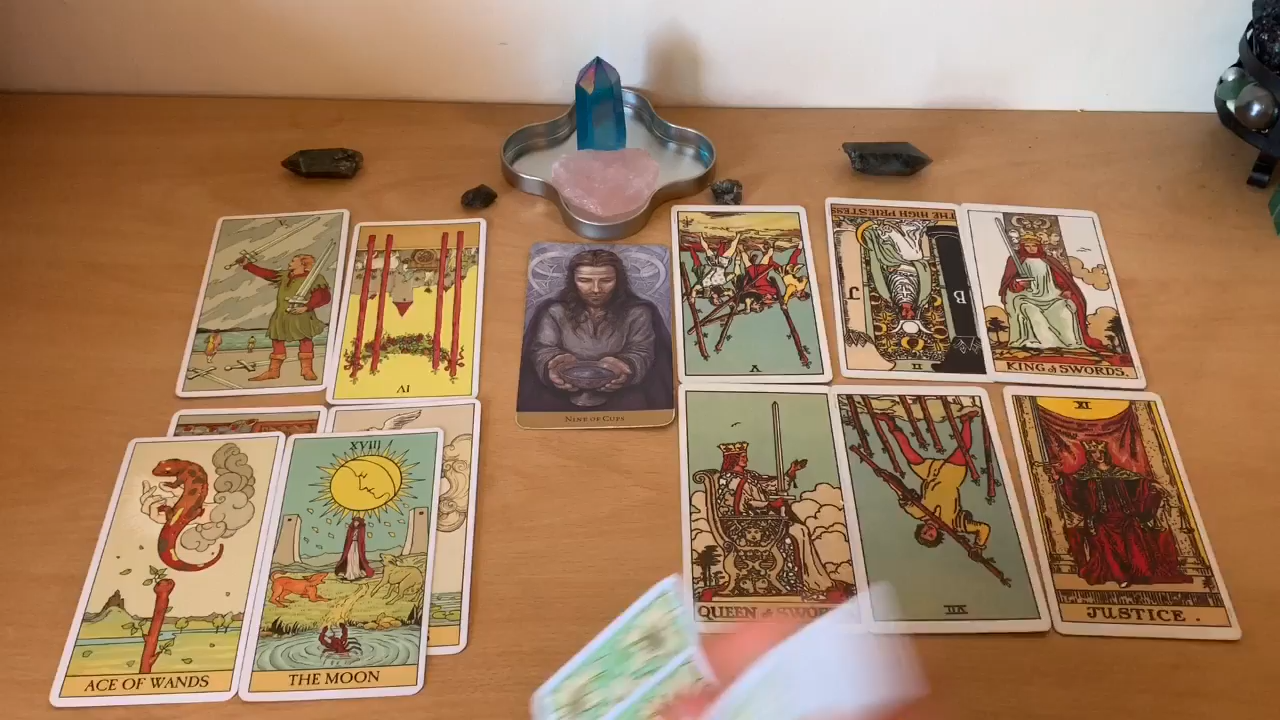 IV
NINE OF CUPS
V
THE HIGH PRIESTESS
J
B
II
KING of SWORDS.
XVIII
ACE OF WANDS
THE MOON
QUEEN of SWOR
VII
XI
JUSTICE.